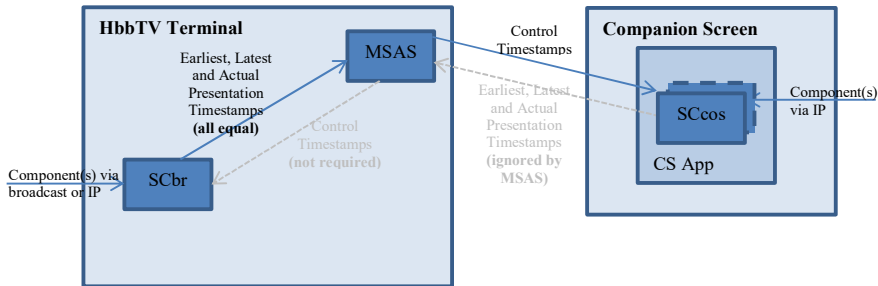 HbbTV Terminal
MSAS
Earliest, Latest
and Actual
Presentation
Timestamps
(all equal)
Control
Timestamps
(not required)
SCbr
Component(s) via
broadcast or IP
Control
Timestamps
Earliest, Latest
and Actual
Presentation
Timestamps
(ignored by
MSAS)
Companion Screen
SCcos
CS App
Component(s)
via IP